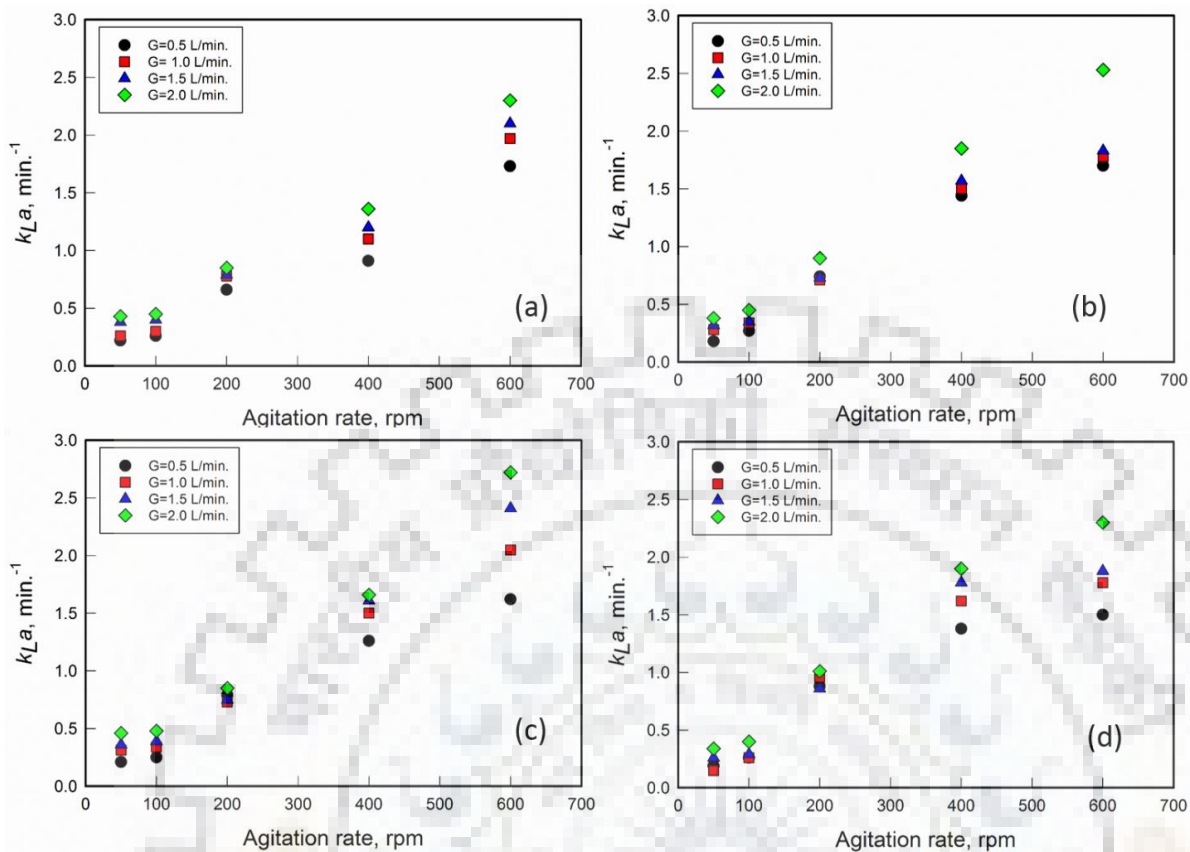 3.0
2.5
2.0
1.5
1.0
0.5
0.0
kLa, min.-1
G=0.5 L/min.
G= 1.0 L/min.
G=1.5 L/min.
G=2.0 L/min.
(a)
0 100 200 300 400 500 600 700
Agitation rate, rpm
3.0
2.5
2.0
1.5
1.0
0.5
0.0
kLa, min.-1
G=0.5 L/min.
G=1.0 L/min.
G=1.5 L/min.
G=2.0 L/min.
(b)
0 100 200 300 400 500 600 700
Agitation rate, rpm
3.0
2.5
2.0
1.5
1.0
0.5
0.0
kLa, min.-1
G=0.5 L/min.
G=1.0 L/min.
G=1.5 L/min.
G=2.0 L/min.
(c)
0 100 200 300 400 500 600 700
Agitation rate, rpm
3.0
2.5
2.0
1.5
1.0
0.5
0.0
kLa, min.-1
G=0.5 L/min.
G=1.0 L/min.
G=1.5 L/min.
G=2.0 L/min.
(d)
0 100 200 300 400 500 600 700
Agitation rate, rpm